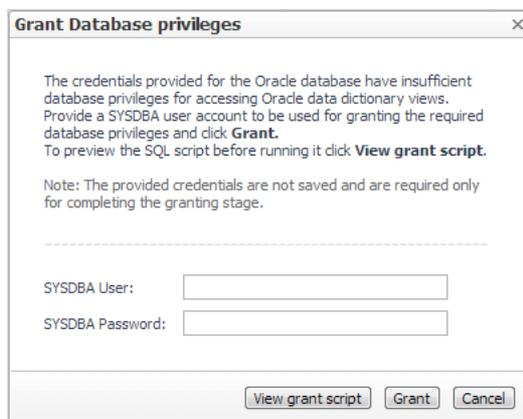 Grant Database privileges
The credentials provided for the Oracle database have insufficient
database privileges for accessing Oracle data dictionary views.
Provide a SYSDBA user account to be used for granting the required
database privileges and click Grant.
To preview the SQL script before running it click View grant script.
Note: The provided credentials are not saved and are required only
for completing the granting stage.
SYSDBA User:
SYSDBA Password:
View grant script
Grant
Cancel